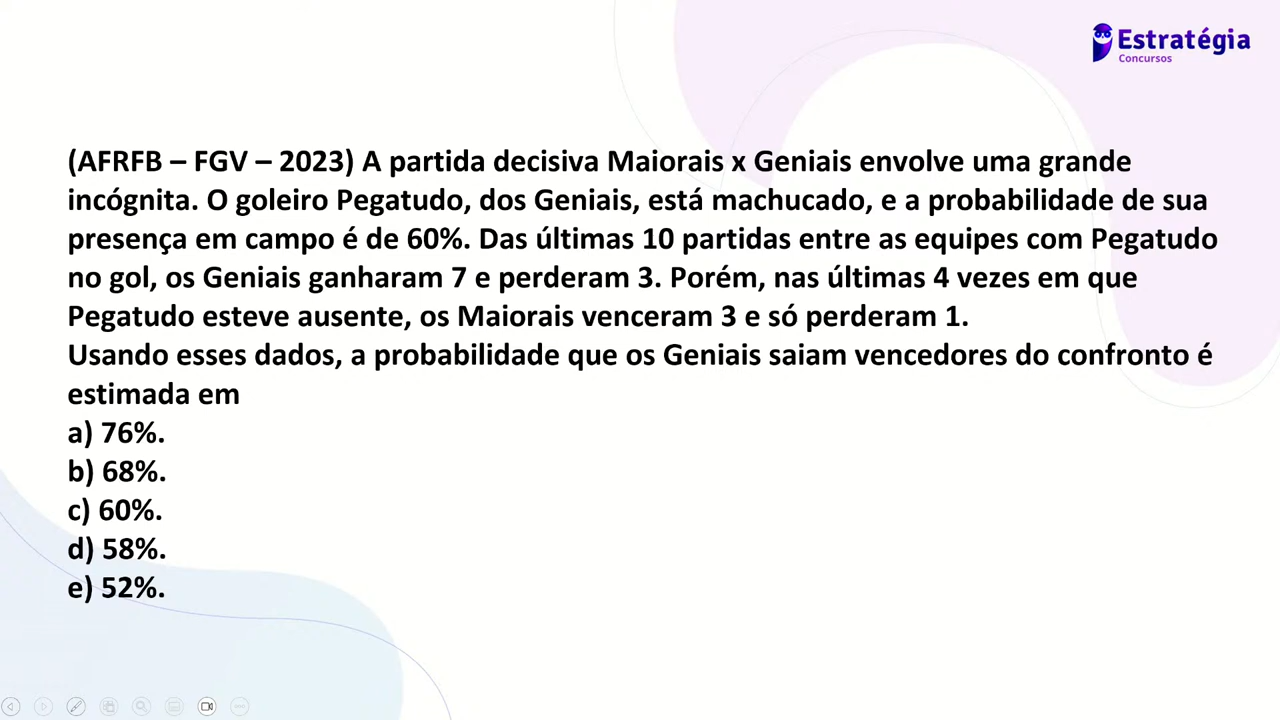 Estratégia
Concursos
(AFRFB – FGV – 2023) A partida decisiva Maiorais x Geniais envolve uma grande
incógnita. O goleiro Pegatudo, dos Geniais, está machucado, e a probabilidade de sua
presença em campo é de 60%. Das últimas 10 partidas entre as equipes com Pegatudo
no gol, os Geniais ganharam 7 e perderam 3. Porém, nas últimas 4 vezes em que
Pegatudo esteve ausente, os Maiorais venceram 3 e só perderam 1.
Usando esses dados, a probabilidade que os Geniais saiam vencedores do confronto é
estimada em
a) 76%.
b) 68%.
c) 60%.
d) 58%.
e) 52%.